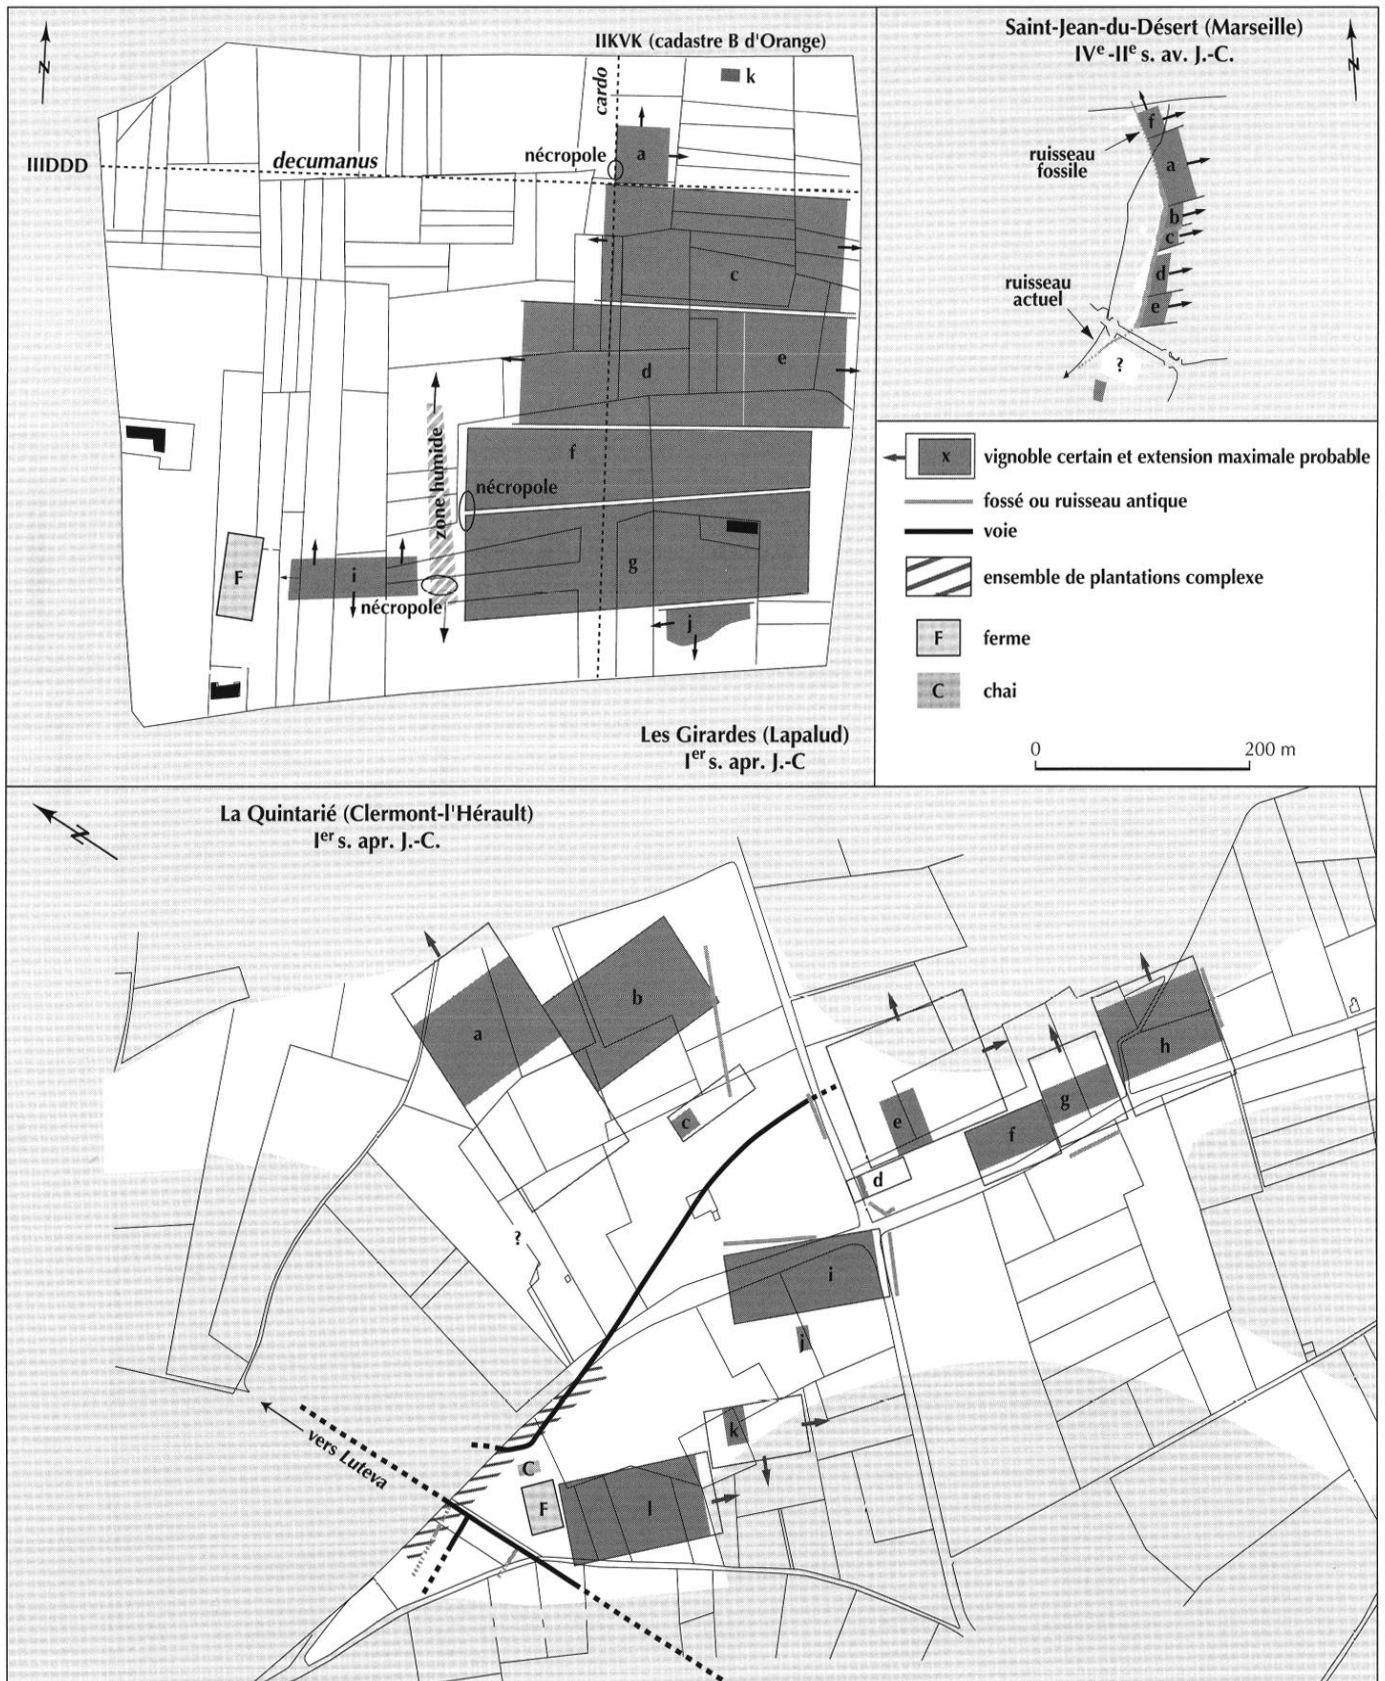 N
IIKVK (cadastre B d'Orange)
k
cardo
IIIDDD
decumanus
nécropole
a
c
d
e
zone humide
f
nécropole
F
i
g
nécropole
j
Les Girardes (Lapalud)
Ier s. apr. J.-C
Saint-Jean-du-Désert (Marseille)
IVe-IIe s. av. J.-C.
N
f
ruisseau
fossile
a
b
c
d
ruisseau
actuel
e
?
x vignoble certain et extension maximale probable
fossé ou ruisseau antique
voie
ensemble de plantations complexe
F ferme
C chai
0 200 m
La Quintarié (Clermont-l'Hérault)
Ier s. apr. J.-C.
N
b
a
h
g
c
e
f
d
?
i
j
k
vers Luteva
C
F
l